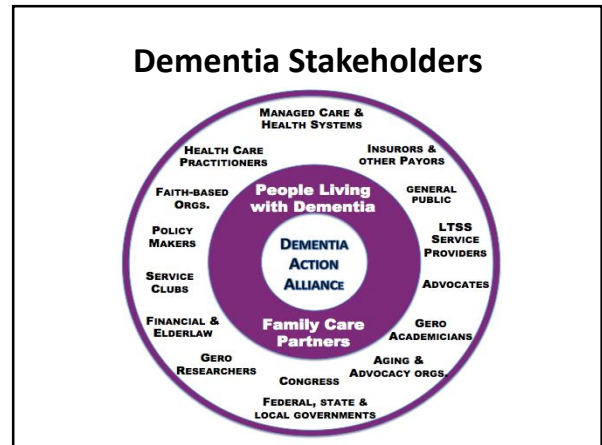 Dementia Stakeholders
MANAGED CARE &
HEALTH SYSTEMS
INSURORS &
OTHER PAYORS
GENERAL
PUBLIC
LTSS
SERVICE
PROVIDERS
ADVOCATES
GERO
ACADEMICIANS
AGING &
ADVOCACY ORGS.
CONGRESS
FEDERAL, STATE &
LOCAL GOVERNMENTS
GERO
RESEARCHERS
FINANCIAL &
ELDERLAW
SERVICE
CLUBS
POLICY
MAKERS
FAITH-BASED
ORGS.
HEALTH CARE
PRACTITIONERS
People Living
with Dementia
DEMENTIA
ACTION
ALLIANCE
Family Care
Partners